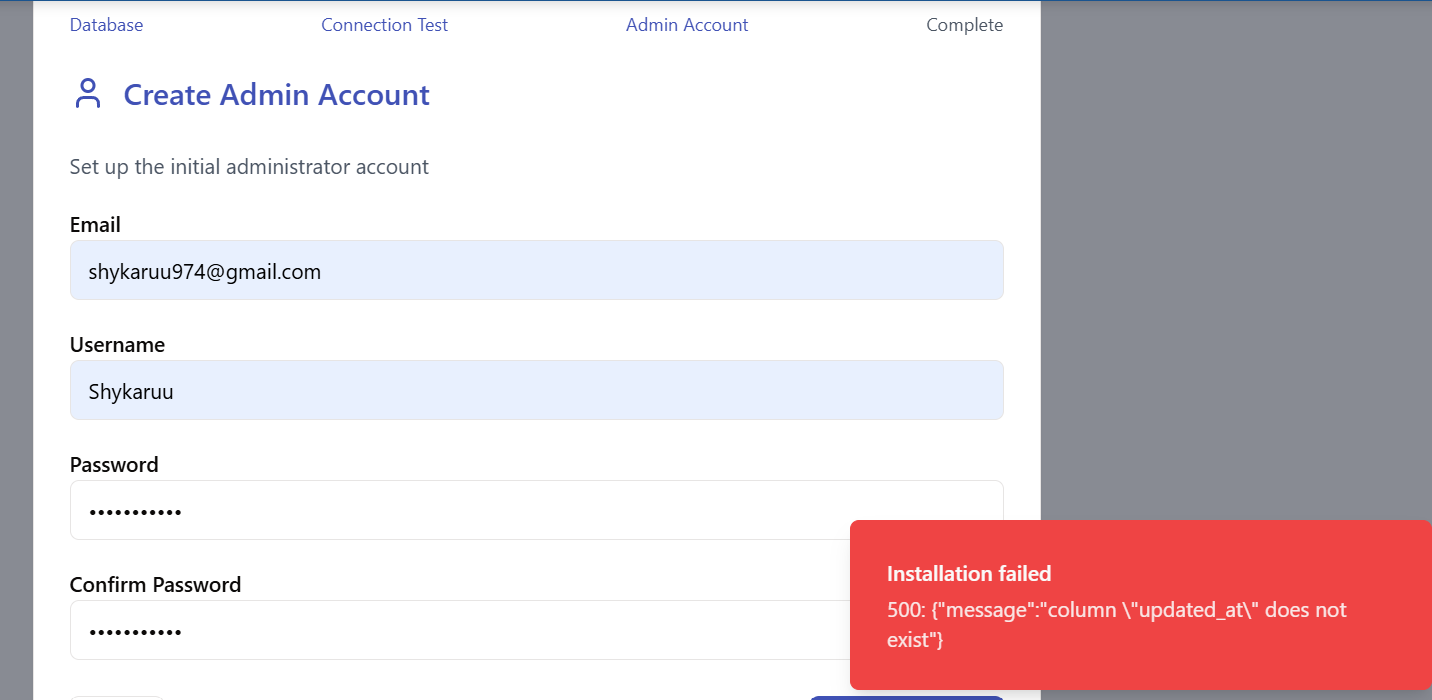 Database
Connection Test
Admin Account
Complete
Create Admin Account
Set up the initial administrator account
Email
shykaruu974@gmail.com
Username
Shykaruu
Password
•••••••••••
Confirm Password
•••••••••••
Installation failed
500: {"message":"column \"updated_at\" does not
exist"}